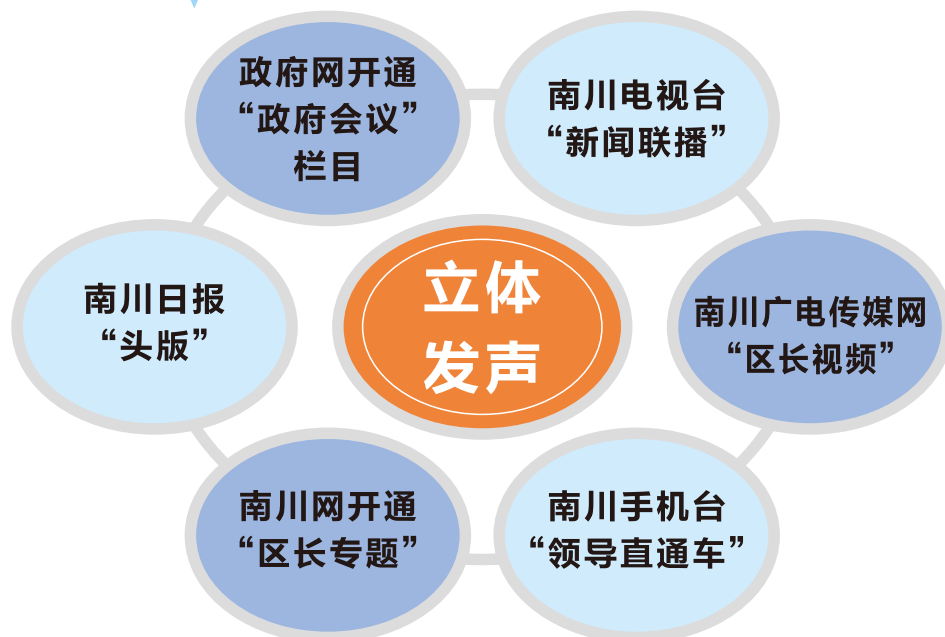 政府网开通
“政府会议”
栏目
南川电视台
“新闻联播”
南川日报
“头版”
立体
发声
南川广电传媒网
“区长视频”
南川网开通
“区长专题”
南川手机台
“领导直通车”